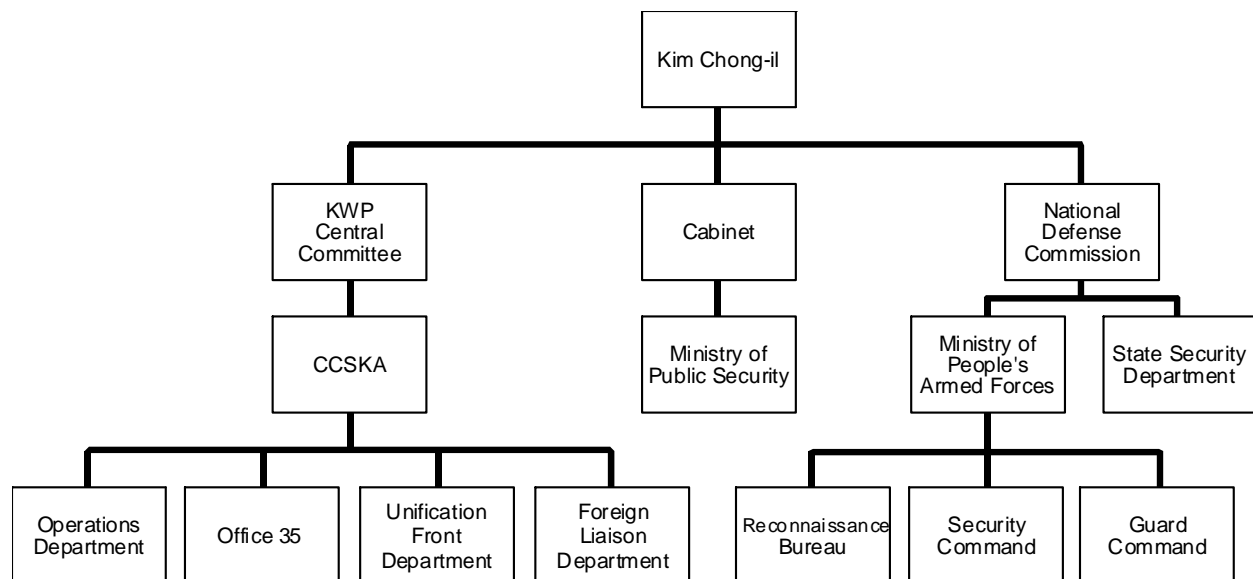 Kim Chong-il
KWP
Central
Committee
Cabinet
National
Defense
Commission
CCSKA
Ministry of
Public Security
Ministry of
People's
Armed Forces
State Security
Department
Operations
Department
Office 35
Unification
Front
Department
Foreign
Liaison
Department
Reconnaissance
Bureau
Security
Command
Guard
Command